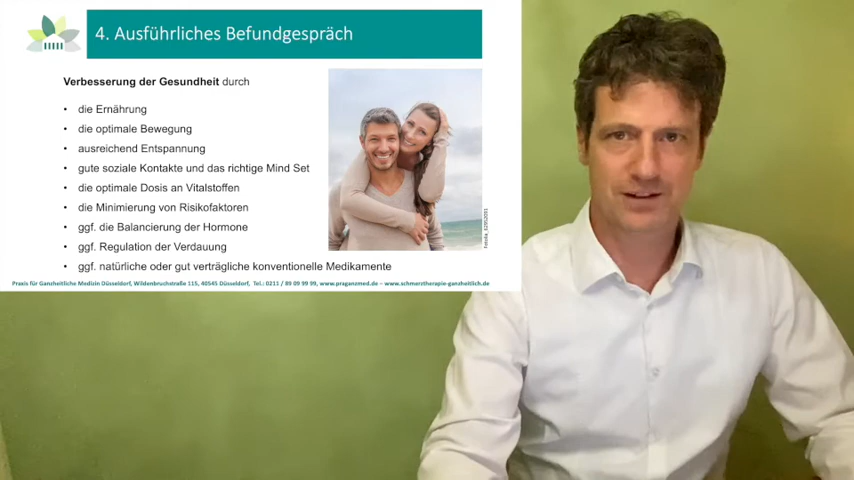 4. Ausführliches Befundgespräch
Verbesserung der Gesundheit durch
• die Ernährung
• die optimale Bewegung
• ausreichend Entspannung
• gute soziale Kontakte und das richtige Mind Set
• die optimale Dosis an Vitalstoffen
• die Minimierung von Risikofaktoren
• ggf. die Balancierung der Hormone
• ggf. Regulation der Verdauung
• ggf. natürliche oder gut verträgliche konventionelle Medikamente
Praxis für Ganzheitliche Medizin Düsseldorf, Wildenbruchstraße 115, 40545 Düsseldorf, Tel.: 0211 / 89 09 99 99, www.praganzmed.de – www.schmerztherapie-ganzheitlich.de